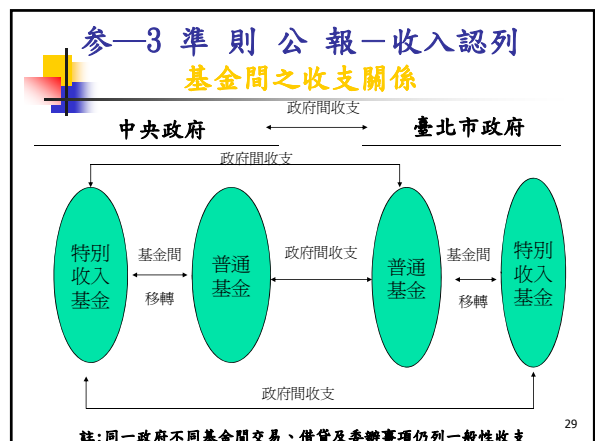 參—3 準 則 公 報－收入認列
基金間之收支關係
政府間收支
中央政府
臺北市政府
政府間收支
特別
收入
基金
基金間
移轉
普通
基金
政府間收支
普通
基金
基金間
移轉
特別
收入
基金
政府間收支
註:同一政府不同基金間交易、借貸及委辦事項仍列一般性收支
29